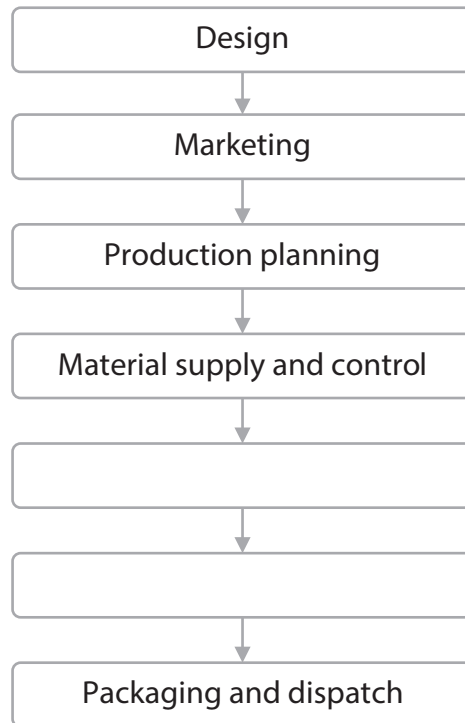 Design
Marketing
Production planning
Material supply and control
Packaging and dispatch